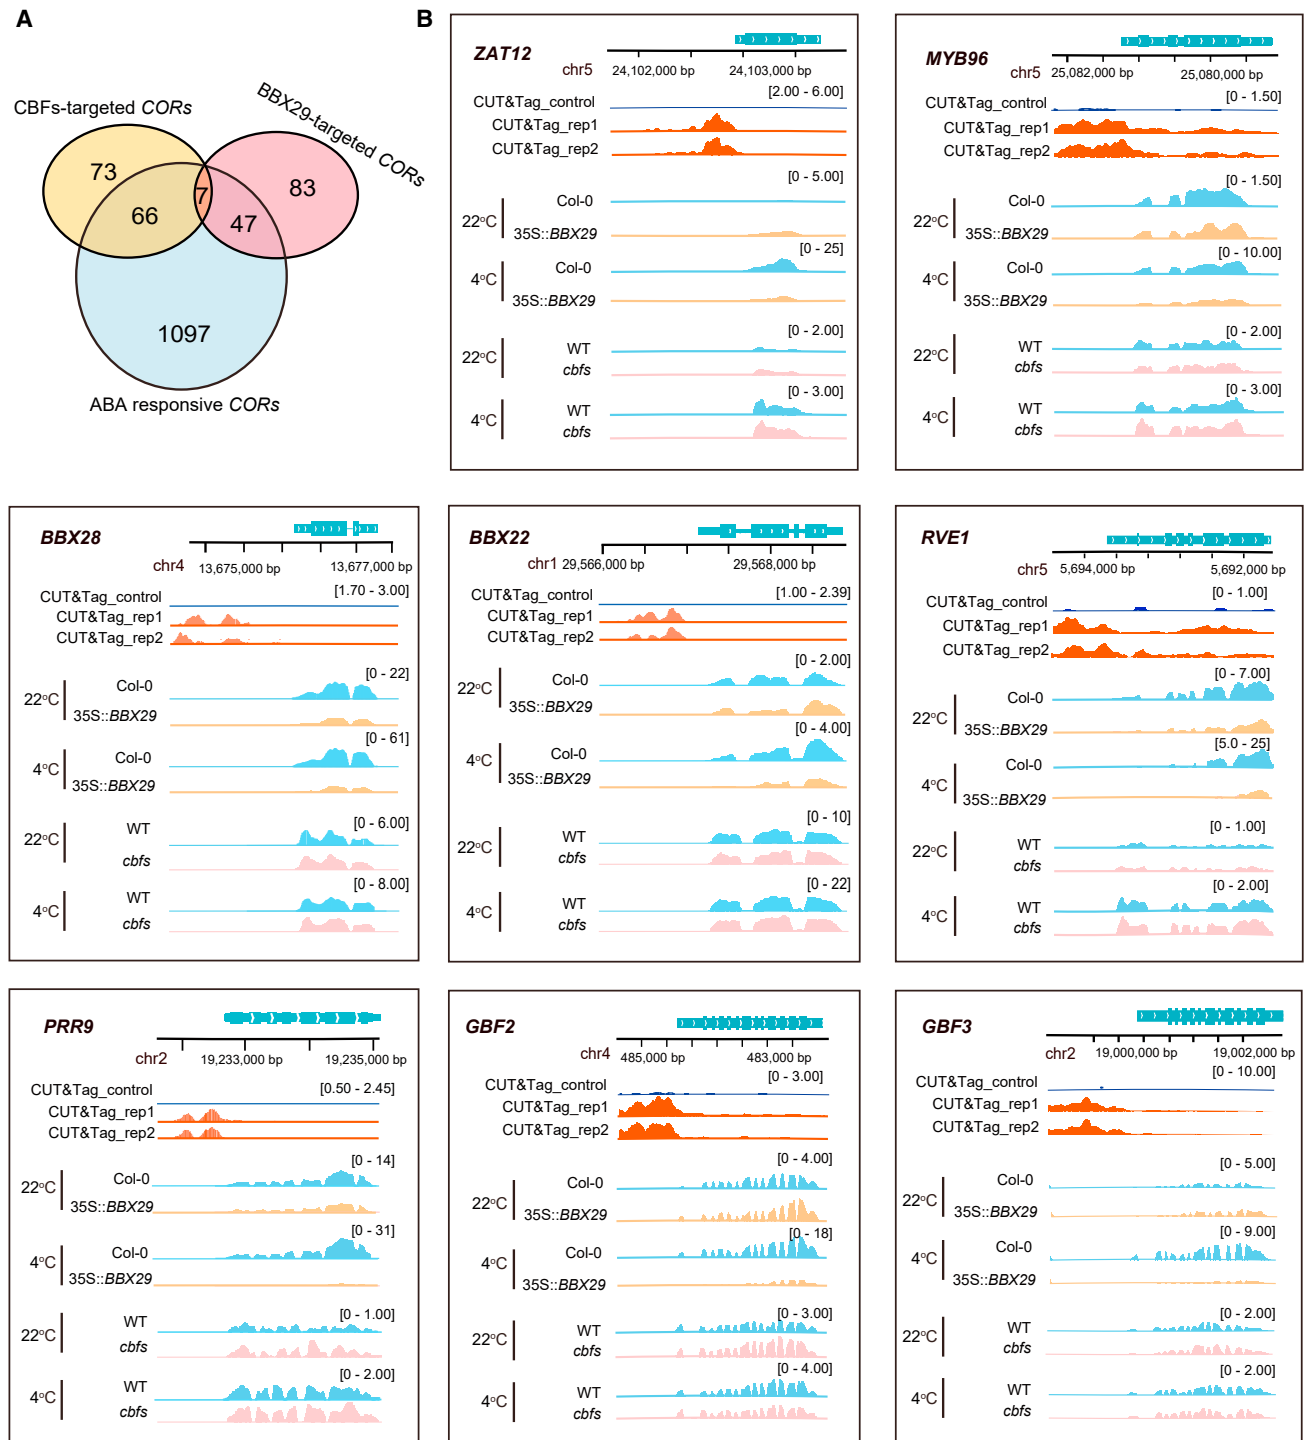 A
CBFs-targeted CORs
BBX29-targeted CORs
73
7
83
66
47
1097
ABA responsive CORs
B
ZAT12
chr5
24,102,000 bp 24,103,000 bp
CUT&Tag_control [2.00 - 6.00]
CUT&Tag_rep1
CUT&Tag_rep2
[0 - 5.00]
22°C Col-0
35S::BBX29
[0 - 25]
4°C Col-0
35S::BBX29
[0 - 2.00]
22°C WT
cbfs
[0 - 3.00]
4°C WT
cbfs
MYB96
chr5 25,082,000 bp 25,080,000 bp
CUT&Tag_control [0 - 1.50]
CUT&Tag_rep1
CUT&Tag_rep2
[0 - 1.50]
22°C Col-0
35S::BBX29
[0 - 10.00]
4°C Col-0
35S::BBX29
[0 - 2.00]
22°C WT
cbfs
[0 - 3.00]
4°C WT
cbfs
BBX28
chr4 13,675,000 bp 13,677,000 bp
CUT&Tag_control [1.70 - 3.00]
CUT&Tag_rep1
CUT&Tag_rep2
[0 - 22]
22°C Col-0
35S::BBX29
[0 - 61]
4°C Col-0
35S::BBX29
[0 - 6.00]
22°C WT
cbfs
[0 - 8.00]
4°C WT
cbfs
BBX22
chr1 29,566,000 bp 29,568,000 bp
CUT&Tag_control [1.00 - 2.39]
CUT&Tag_rep1
CUT&Tag_rep2
[0 - 2.00]
22°C Col-0
35S::BBX29
[0 - 4.00]
4°C Col-0
35S::BBX29
[0 - 10]
22°C WT
cbfs
[0 - 22]
4°C WT
cbfs
RVE1
chr5 5,694,000 bp 5,692,000 bp
CUT&Tag_control [0 - 1.00]
CUT&Tag_rep1
CUT&Tag_rep2
[0 - 7.00]
22°C Col-0
35S::BBX29
[5.0 - 25]
4°C Col-0
35S::BBX29
[0 - 1.00]
22°C WT
cbfs
[0 - 2.00]
4°C WT
cbfs
PRR9
chr2 19,233,000 bp 19,235,000 bp
CUT&Tag_control [0.50 - 2.45]
CUT&Tag_rep1
CUT&Tag_rep2
[0 - 14]
22°C Col-0
35S::BBX29
[0 - 31]
4°C Col-0
35S::BBX29
[0 - 1.00]
22°C WT
cbfs
[0 - 2.00]
4°C WT
cbfs
GBF2
chr4 485,000 bp 483,000 bp
CUT&Tag_control [0 - 3.00]
CUT&Tag_rep1
CUT&Tag_rep2
[0 - 4.00]
22°C Col-0
35S::BBX29
[0 - 18]
4°C Col-0
35S::BBX29
[0 - 3.00]
22°C WT
cbfs
[0 - 4.00]
4°C WT
cbfs
GBF3
chr2 19,000,000 bp 19,002,000 bp
CUT&Tag_control [0 - 10.00]
CUT&Tag_rep1
CUT&Tag_rep2
[0 - 5.00]
22°C Col-0
35S::BBX29
[0 - 9.00]
4°C Col-0
35S::BBX29
[0 - 2.00]
22°C WT
cbfs
[0 - 2.00]
4°C WT
cbfs